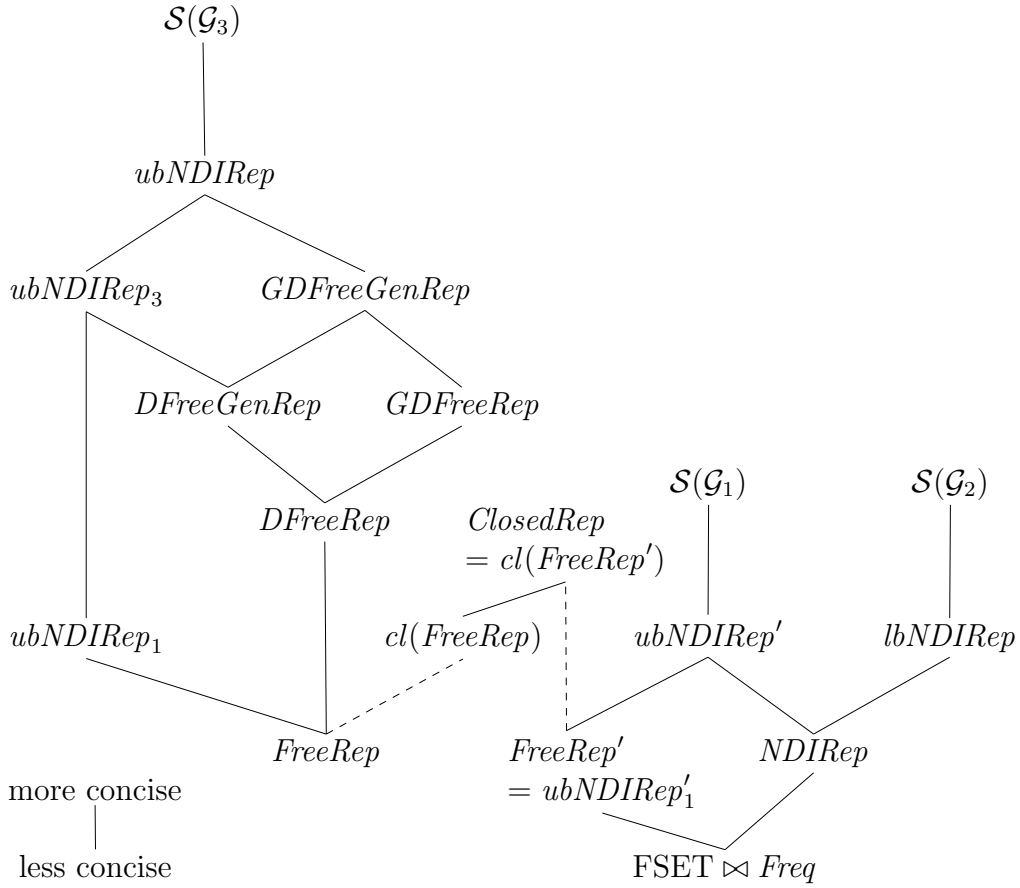 𝒮(𝒢₃)
ubNDIRep
ubNDIRep₃ GDFreeGenRep
DFreeGenRep GDFreeRep
𝒮(𝒢₁) 𝒮(𝒢₂)
DFreeRep ClosedRep
= cl(FreeRep′)
ubNDIRep₁ cl(FreeRep) ubNDIRep′ lbNDIRep
FreeRep FreeRep′ NDIRep
more concise = ubNDIRep′₁
less concise FSET ⋈ Freq